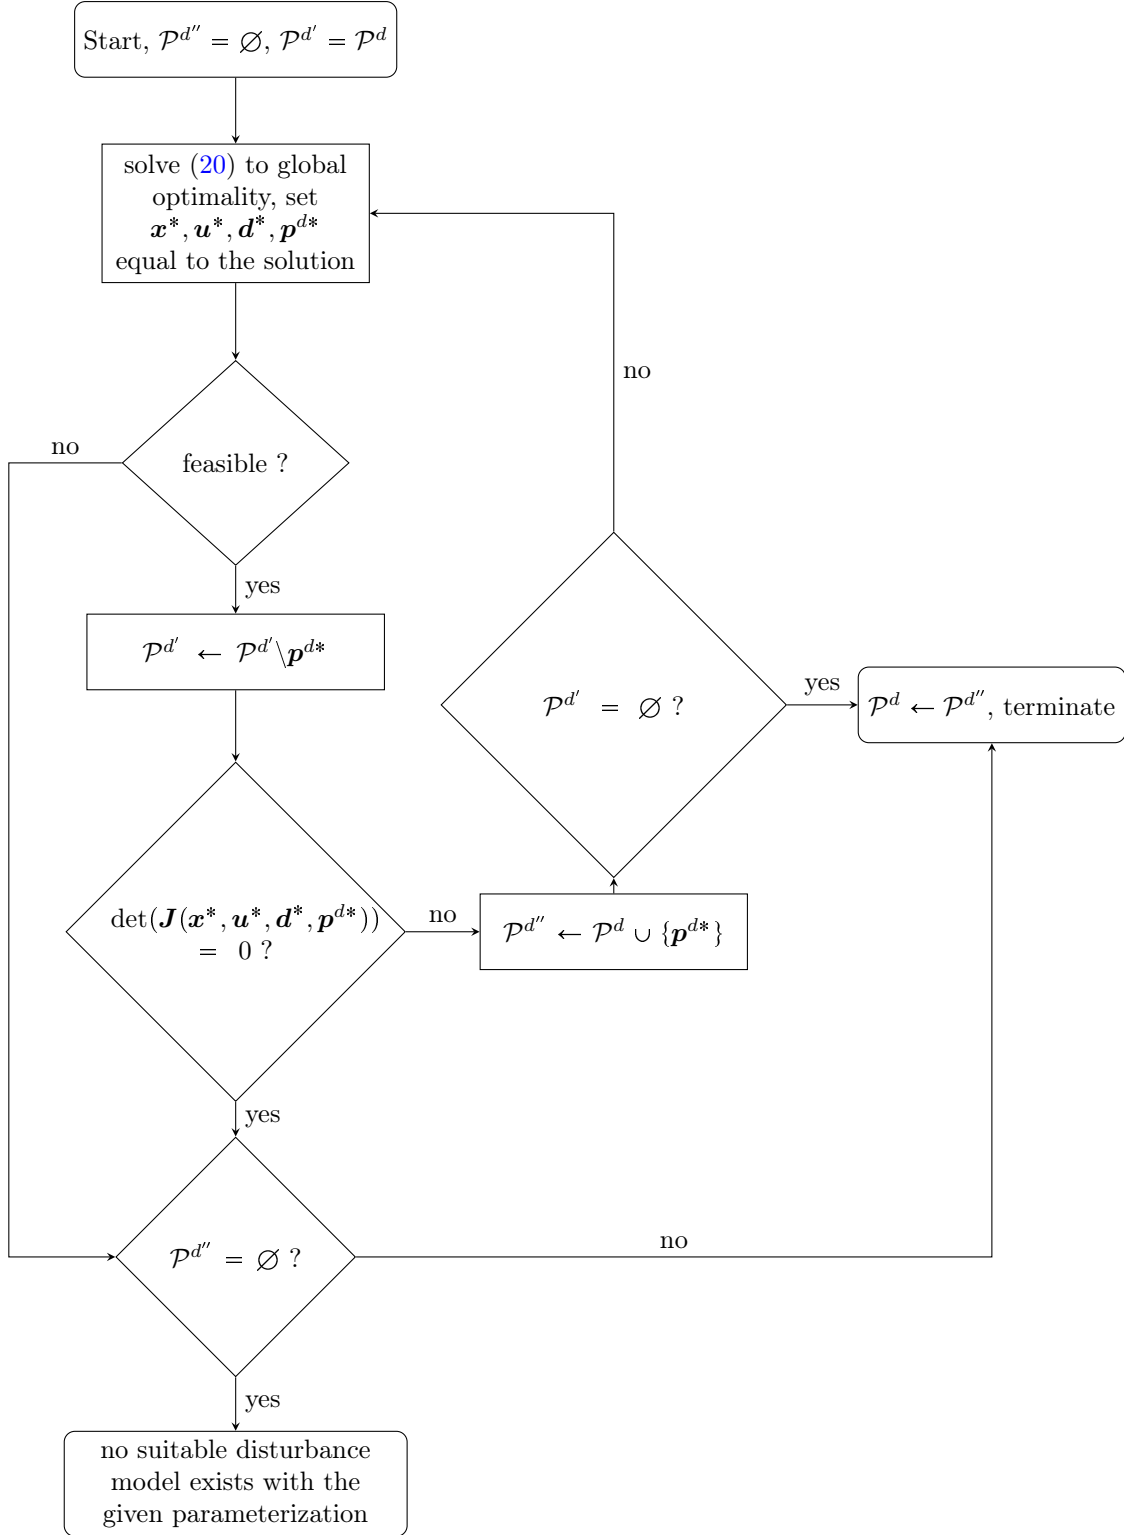 Start, 𝒫^{d''} = ∅, 𝒫^{d'} = 𝒫^d
solve (20) to global
optimality, set
x*, u*, d*, p^{d*}
equal to the solution
no
no
feasible ?
yes
𝒫^{d'} ← 𝒫^{d'}\p^{d*}
𝒫^{d'} = ∅ ?
yes
𝒫^d ← 𝒫^{d''}, terminate
det(J(x*, u*, d*, p^{d*}))
= 0 ?
no
𝒫^{d''} ← 𝒫^d ∪ {p^{d*}}
yes
𝒫^{d''} = ∅ ?
no
yes
no suitable disturbance
model exists with the
given parameterization